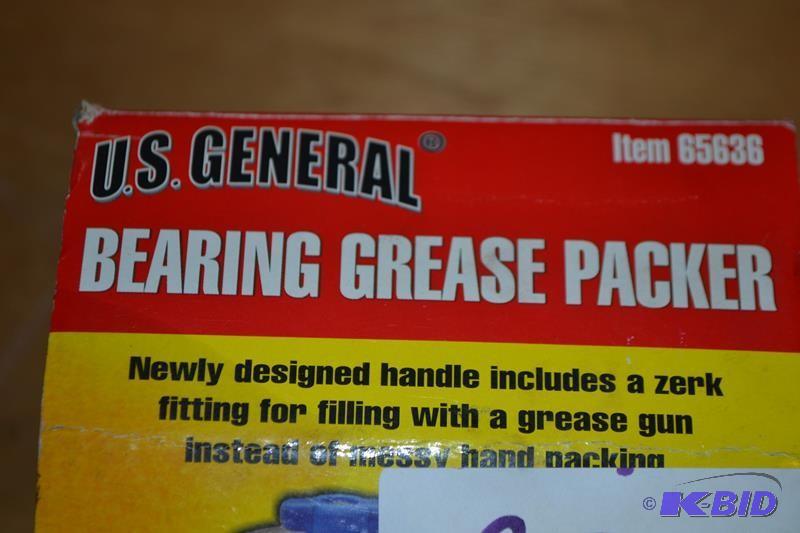 U.S. GENERAL®
Item 65636
BEARING GREASE PACKER
Newly designed handle includes a zerk
fitting for filling with a grease gun
instead of messy hand packing
© K-BID